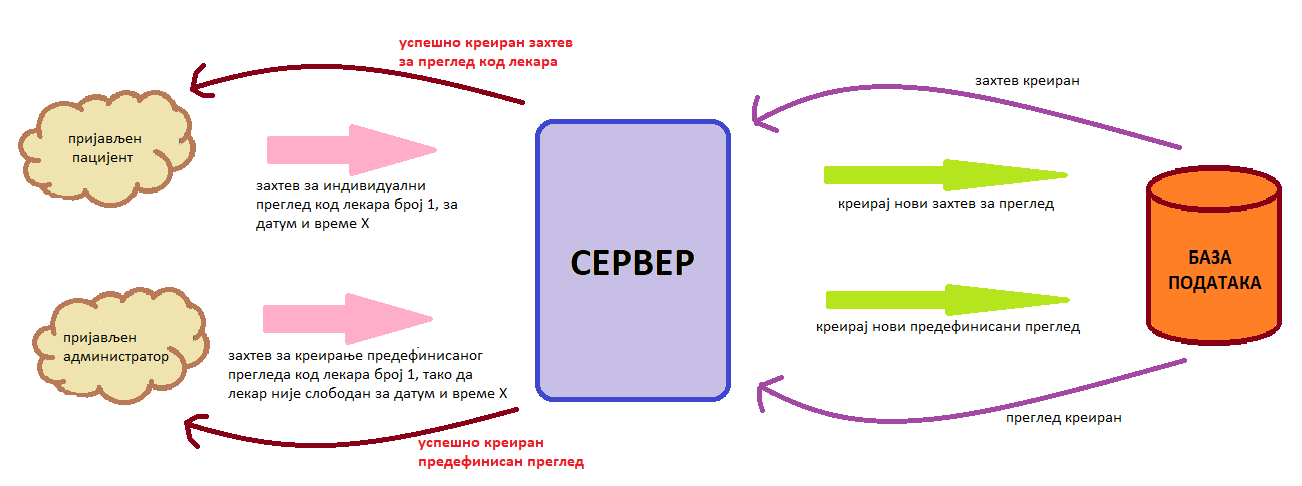 успешно креиран захтев
за преглед код лекара
захтев креиран
пријављен
пацијент
захтев за индивидуални
преглед код лекара број 1, за
датум и време X
креирај нови захтев за преглед
СЕРВЕР
БАЗА
ПОДАТАКА
пријављен
администратор
захтев за креирање предефинисаног
прегледа код лекара број 1, тако да
лекар није слободан за датум и време X
креирај нови предефинисани преглед
преглед креиран
успешно креиран
предефинисан преглед